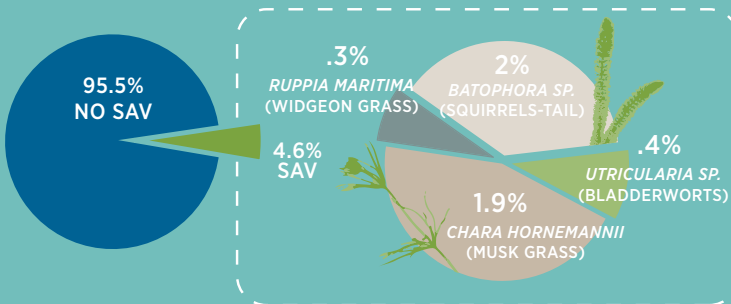 95.5%
NO SAV
4.6%
SAV
.3%
RUPPIA MARITIMA
(WIDGEON GRASS)
2%
BATOPHORA SP.
(SQUIRRELS-TAIL)
.4%
UTRICULARIA SP.
(BLADDERWORTS)
1.9%
CHARA HORNEMANNII
(MUSK GRASS)